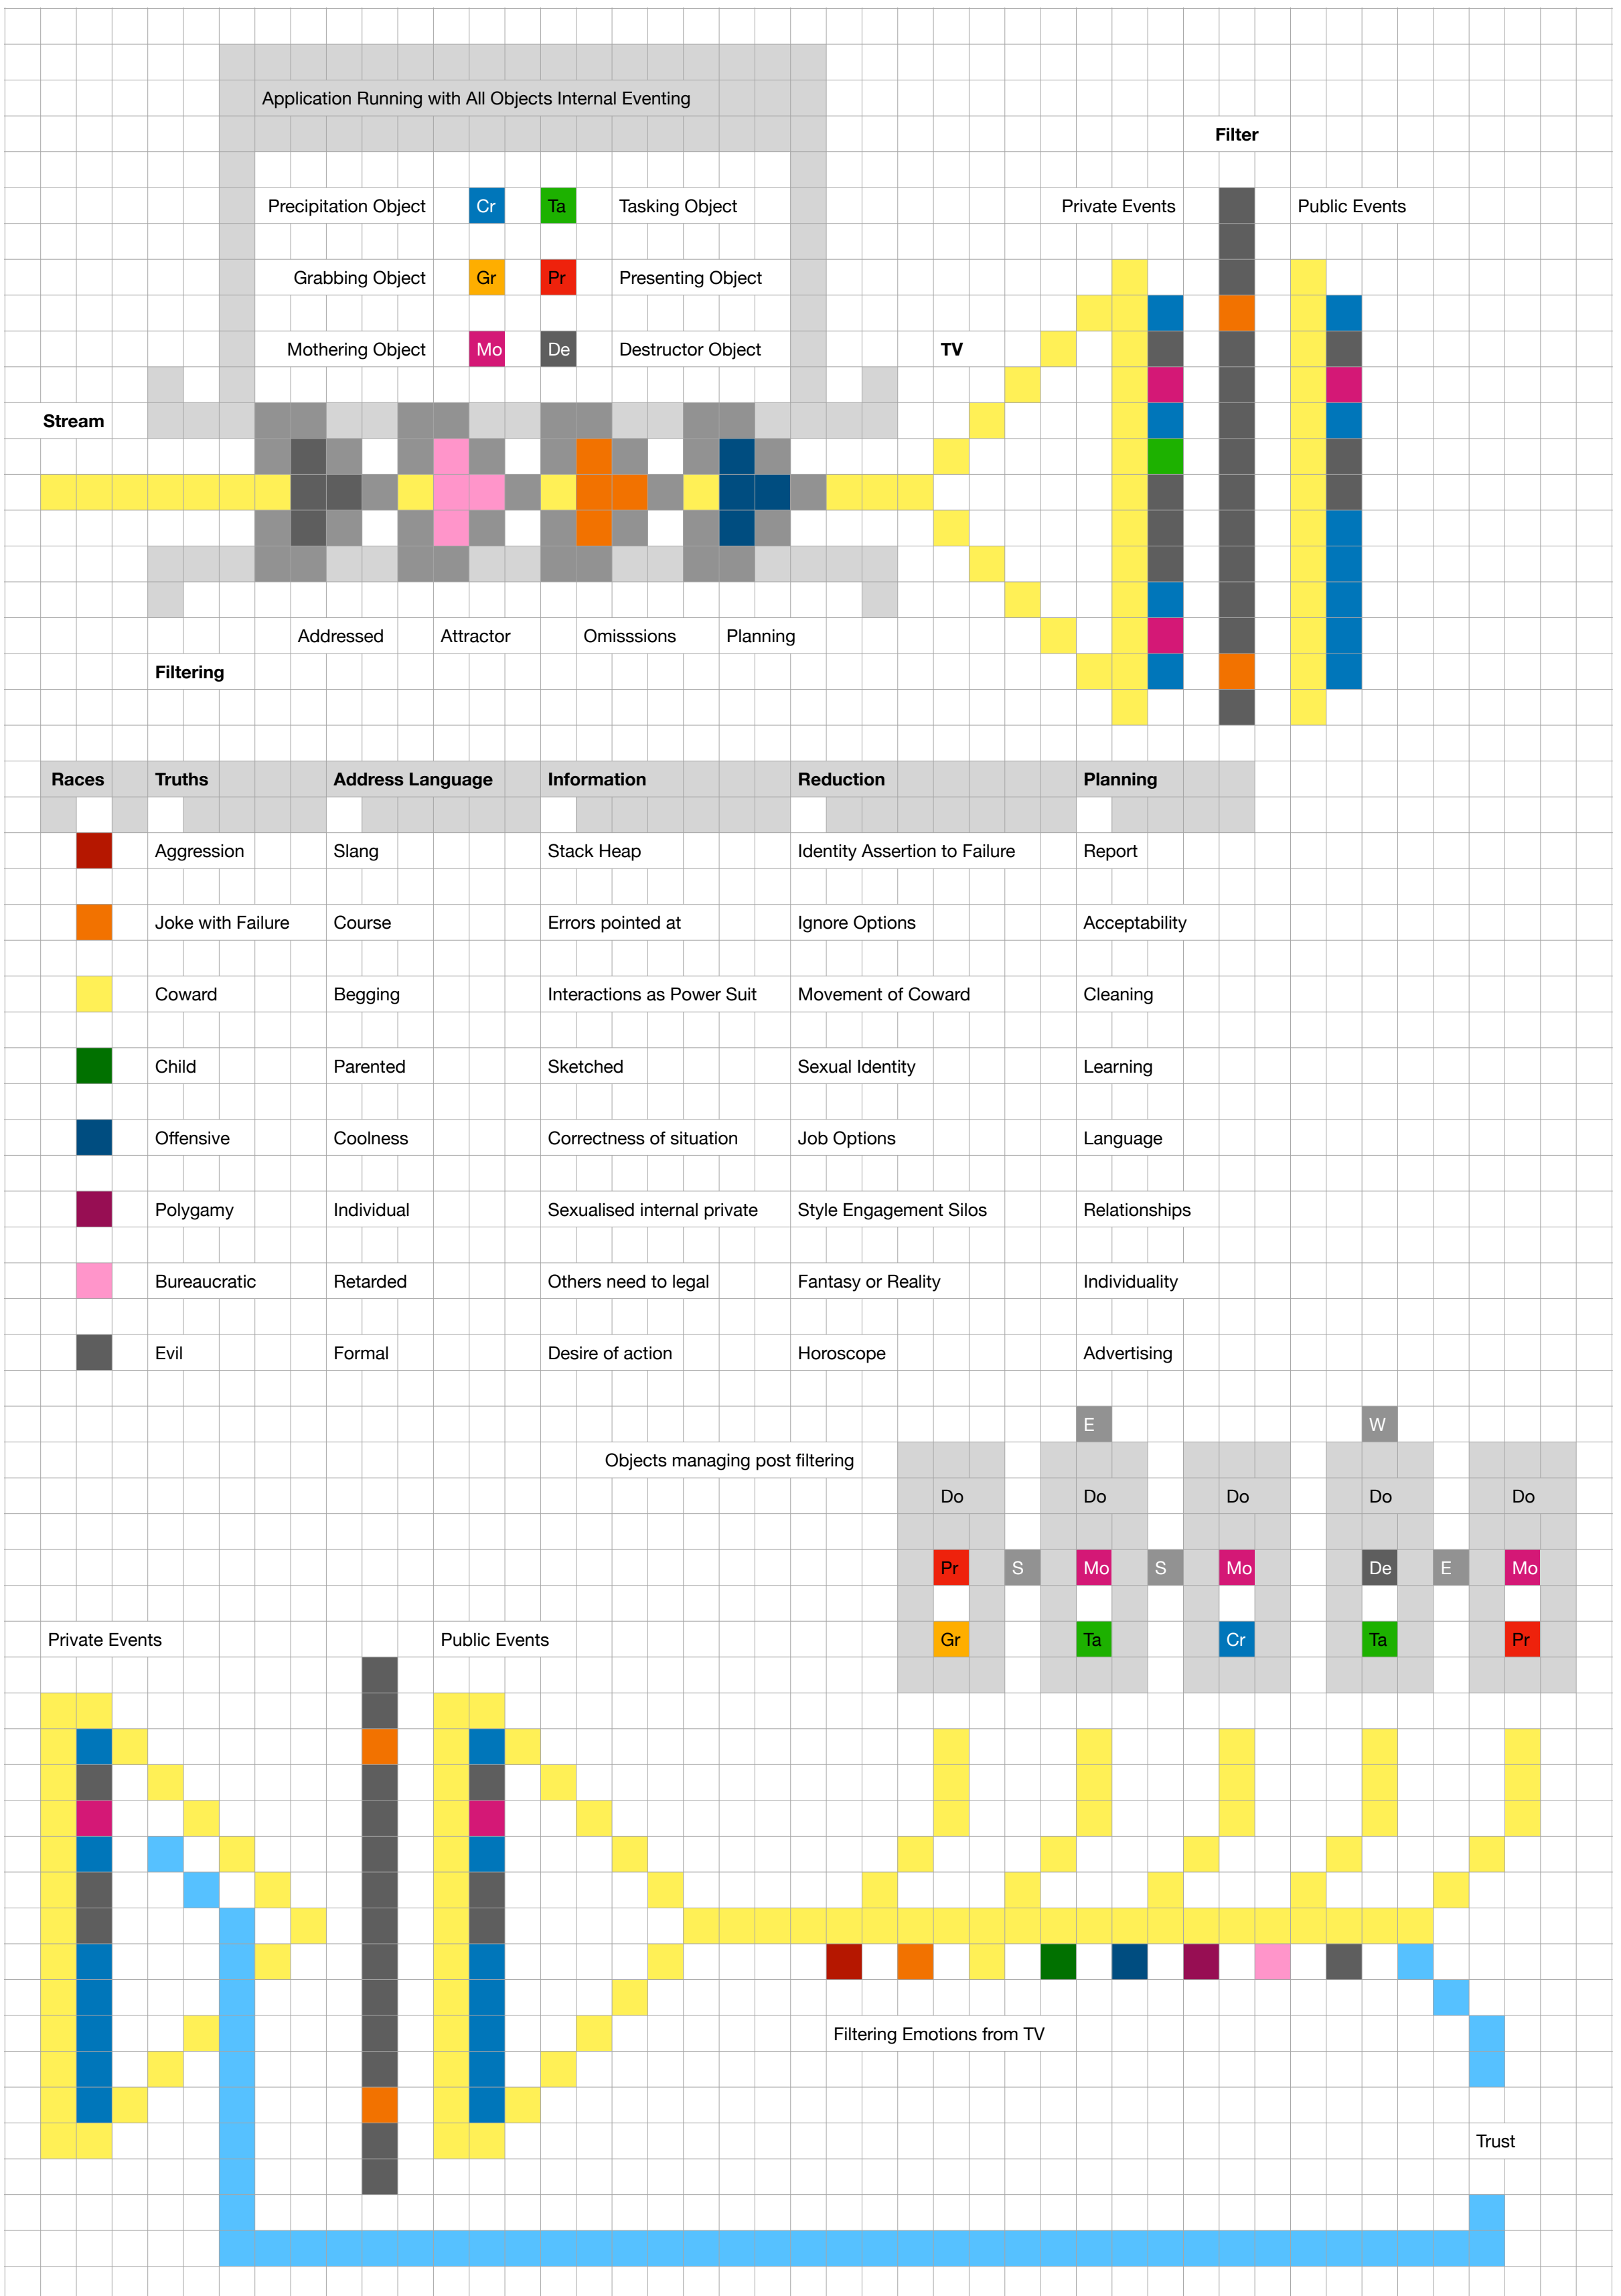 Application Running with All Objects Internal Eventing
Filter
Precipitation Object Cr Ta Tasking Object Private Events Public Events
Grabbing Object Gr Pr Presenting Object
Mothering Object Mo De Destructor Object TV
Stream
Addressed Attractor Omisssions Planning
Filtering
Races Truths Address Language Information Reduction Planning
Aggression Slang Stack Heap Identity Assertion to Failure Report
Joke with Failure Course Errors pointed at Ignore Options Acceptability
Coward Begging Interactions as Power Suit Movement of Coward Cleaning
Child Parented Sketched Sexual Identity Learning
Offensive Coolness Correctness of situation Job Options Language
Polygamy Individual Sexualised internal private Style Engagement Silos Relationships
Bureaucratic Retarded Others need to legal Fantasy or Reality Individuality
Evil Formal Desire of action Horoscope Advertising
E W
Objects managing post filtering
Do Do Do Do Do
Pr S Mo S Mo De E Mo
Private Events Public Events Gr Ta Cr Ta Pr
Filtering Emotions from TV
Trust